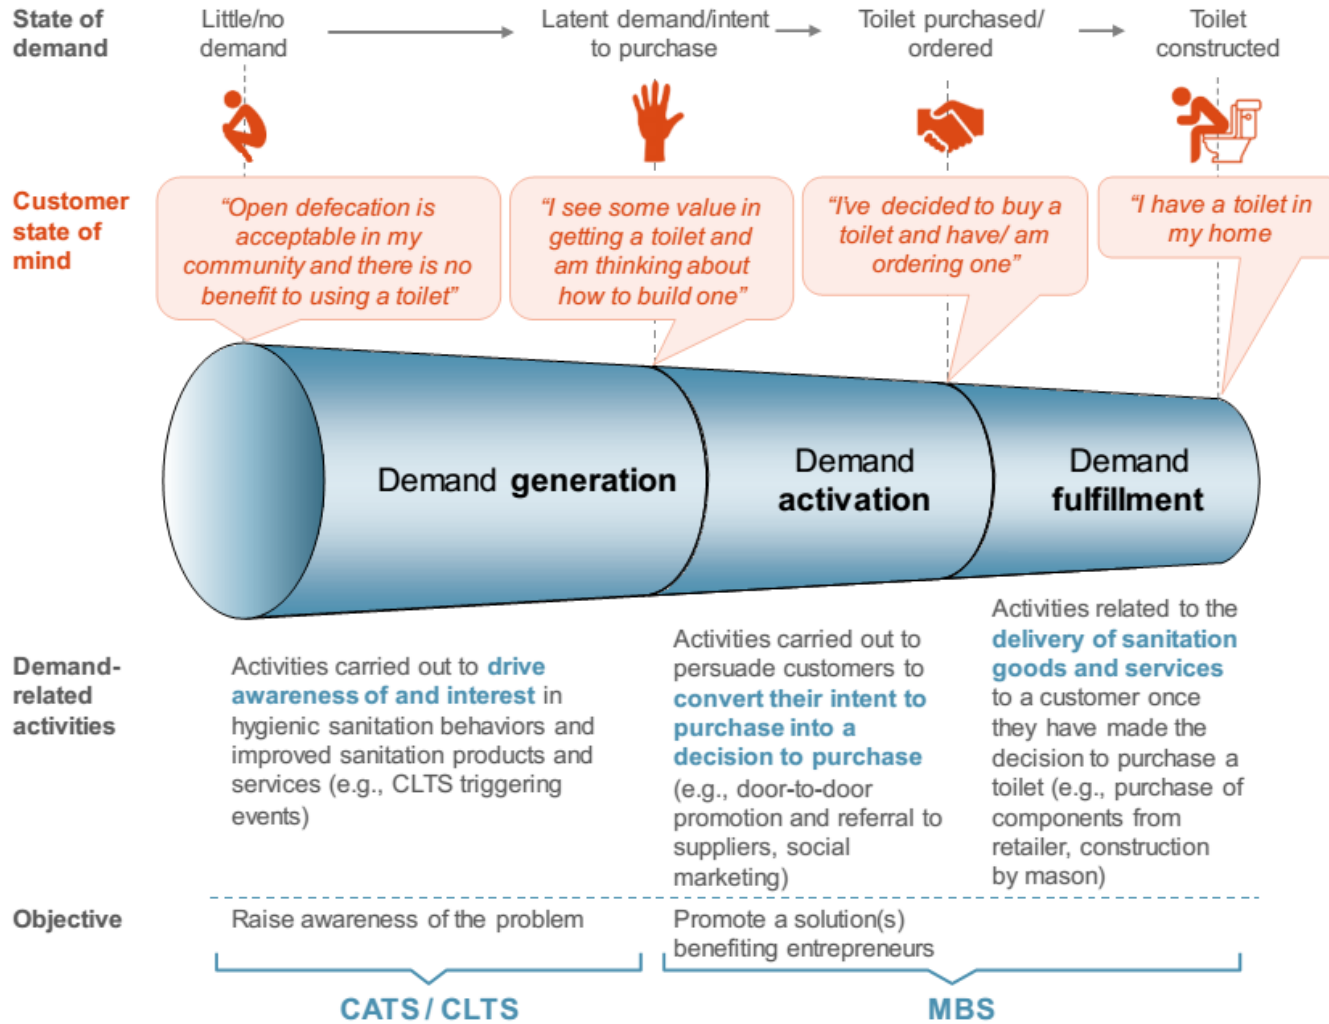 State of
demand
Little/no
demand
Latent demand/intent
to purchase
Toilet purchased/
ordered
Toilet
constructed
Customer
state of
mind
“Open defecation is
acceptable in my
community and there is no
benefit to using a toilet”
“I see some value in
getting a toilet and
am thinking about
how to build one”
“I've decided to buy a
toilet and have/ am
ordering one”
“I have a toilet in
my home
Demand generation
Demand
activation
Demand
fulfillment
Demand-
related
activities
Activities carried out to drive
awareness of and interest in
hygienic sanitation behaviors and
improved sanitation products and
services (e.g., CLTS triggering
events)
Activities carried out to
persuade customers to
convert their intent to
purchase into a
decision to purchase
(e.g., door-to-door
promotion and referral to
suppliers, social
marketing)
Activities related to the
delivery of sanitation
goods and services
to a customer once
they have made the
decision to purchase a
toilet (e.g., purchase of
components from
retailer, construction
by mason)
Objective
Raise awareness of the problem
Promote a solution(s)
benefiting entrepreneurs
CATS / CLTS
MBS